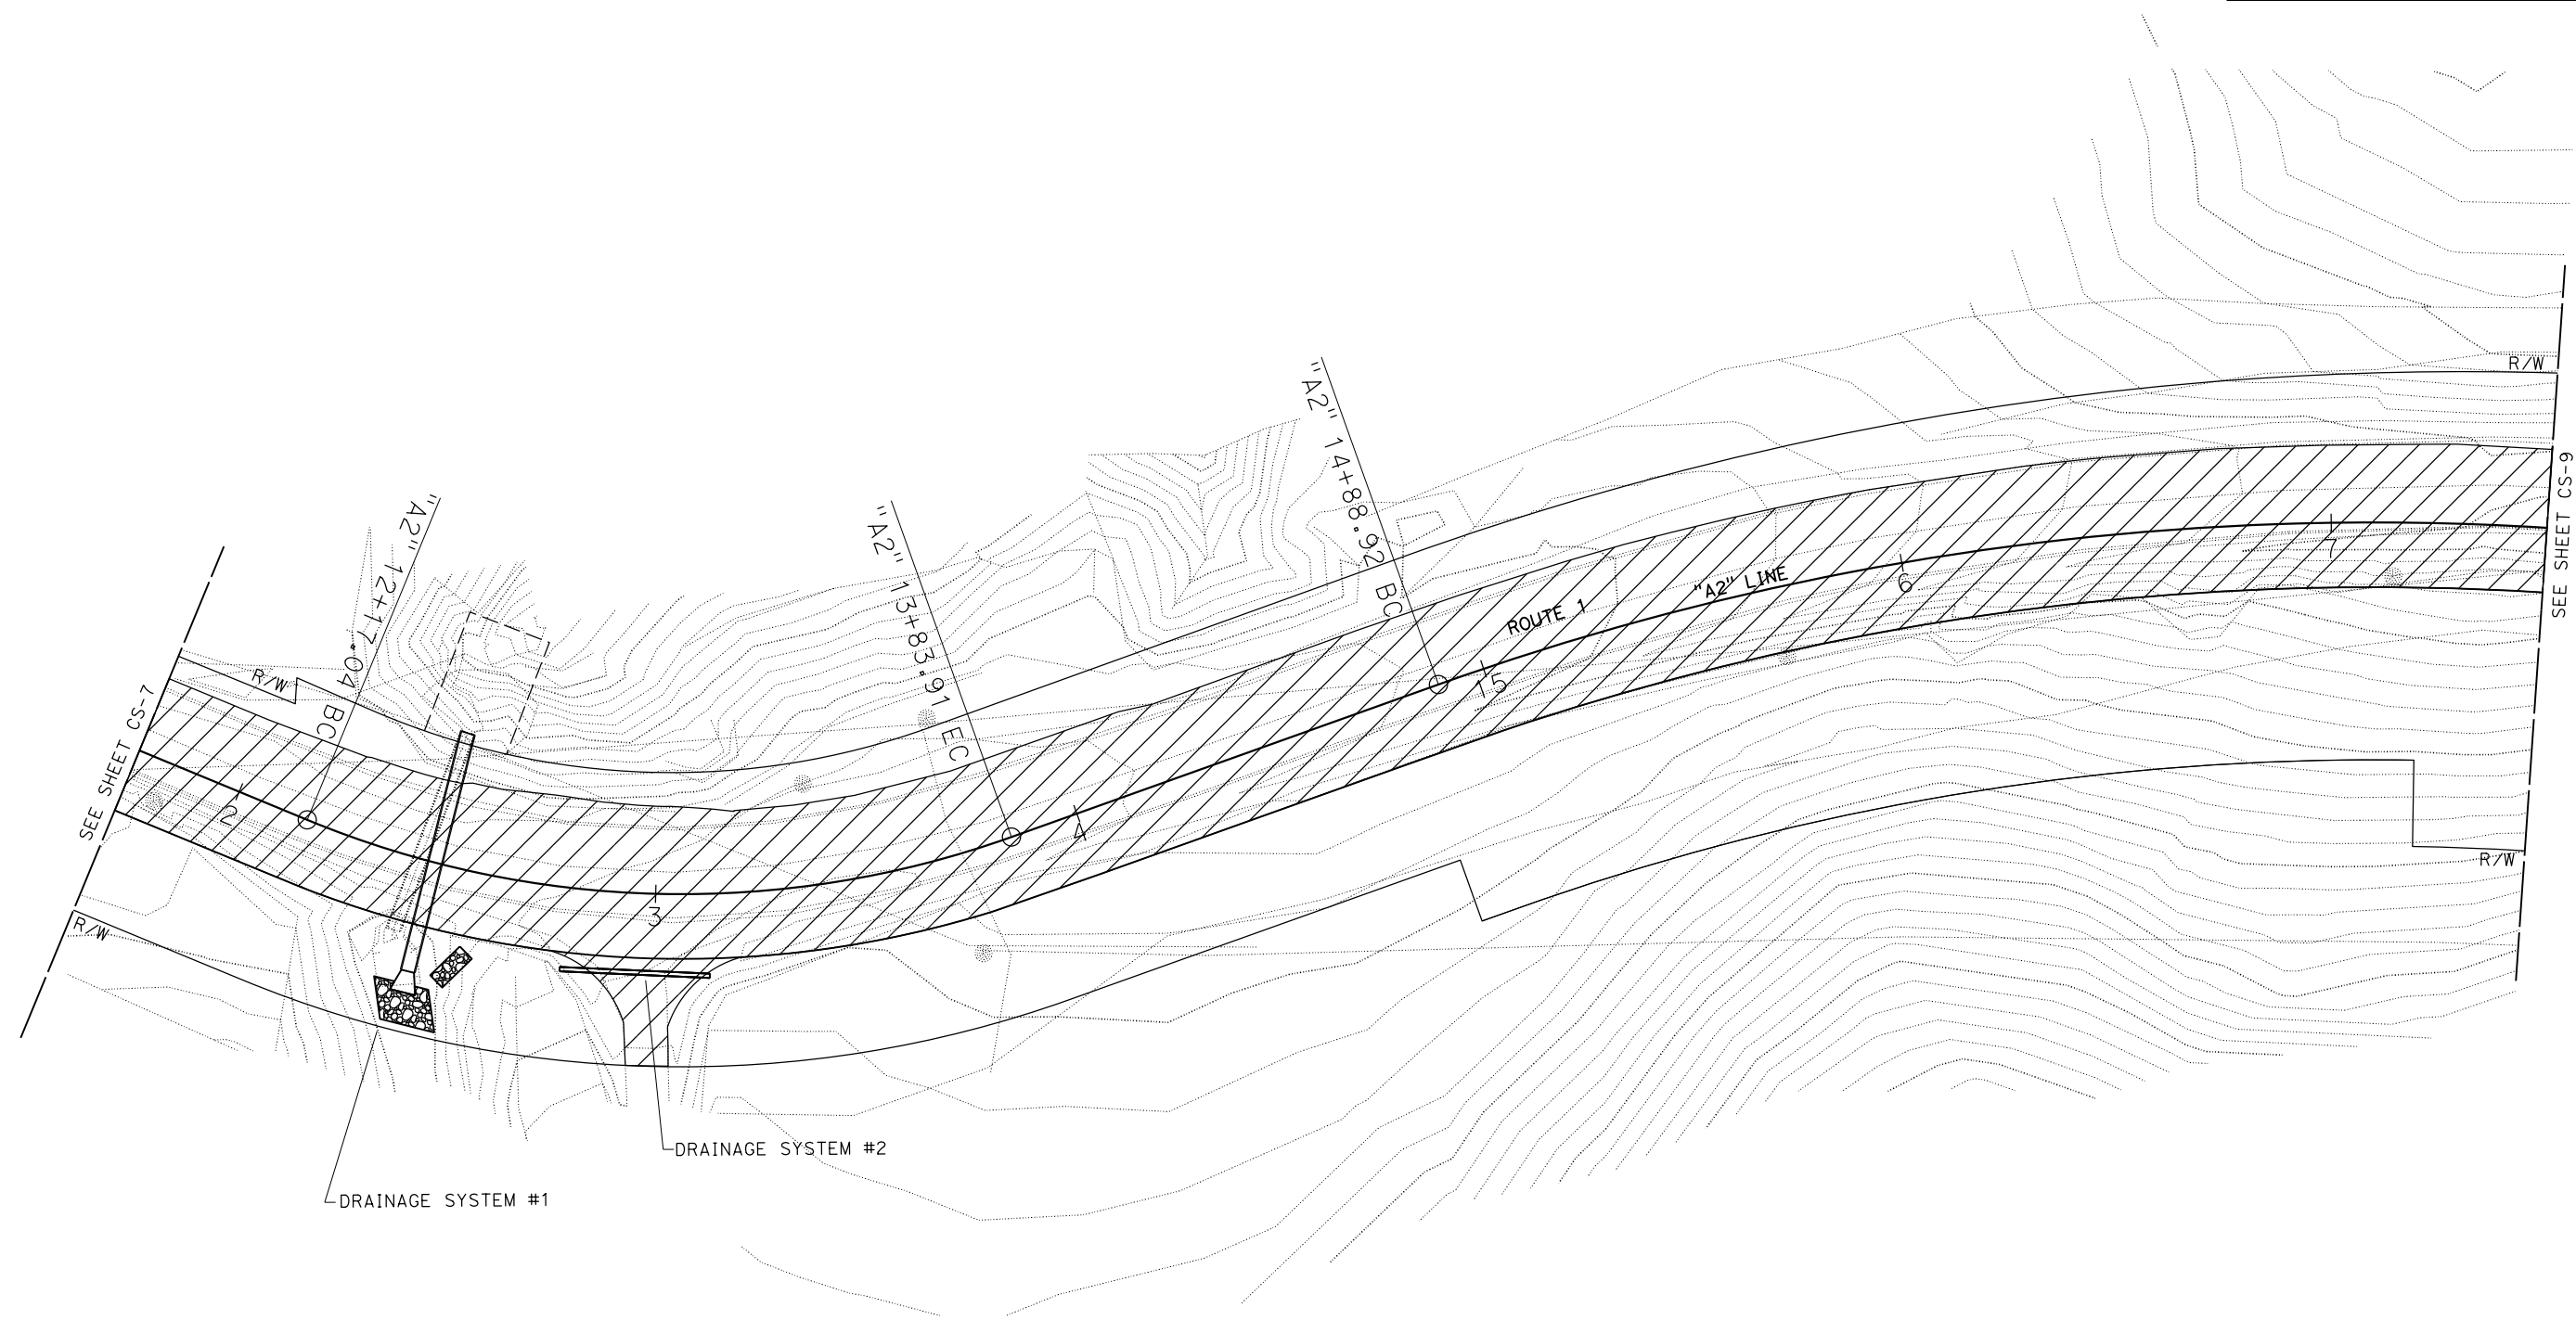 SEE SHEET CS-7
R/W
R/W
"A2" 12+17.04 BC
"A2" 13+83.91 EC
"A2" 14+88.92 BC
2
3
4
15
6
7
ROUTE 1
"A2" LINE
R/W
R/W
SEE SHEET CS-9
DRAINAGE SYSTEM #2
DRAINAGE SYSTEM #1